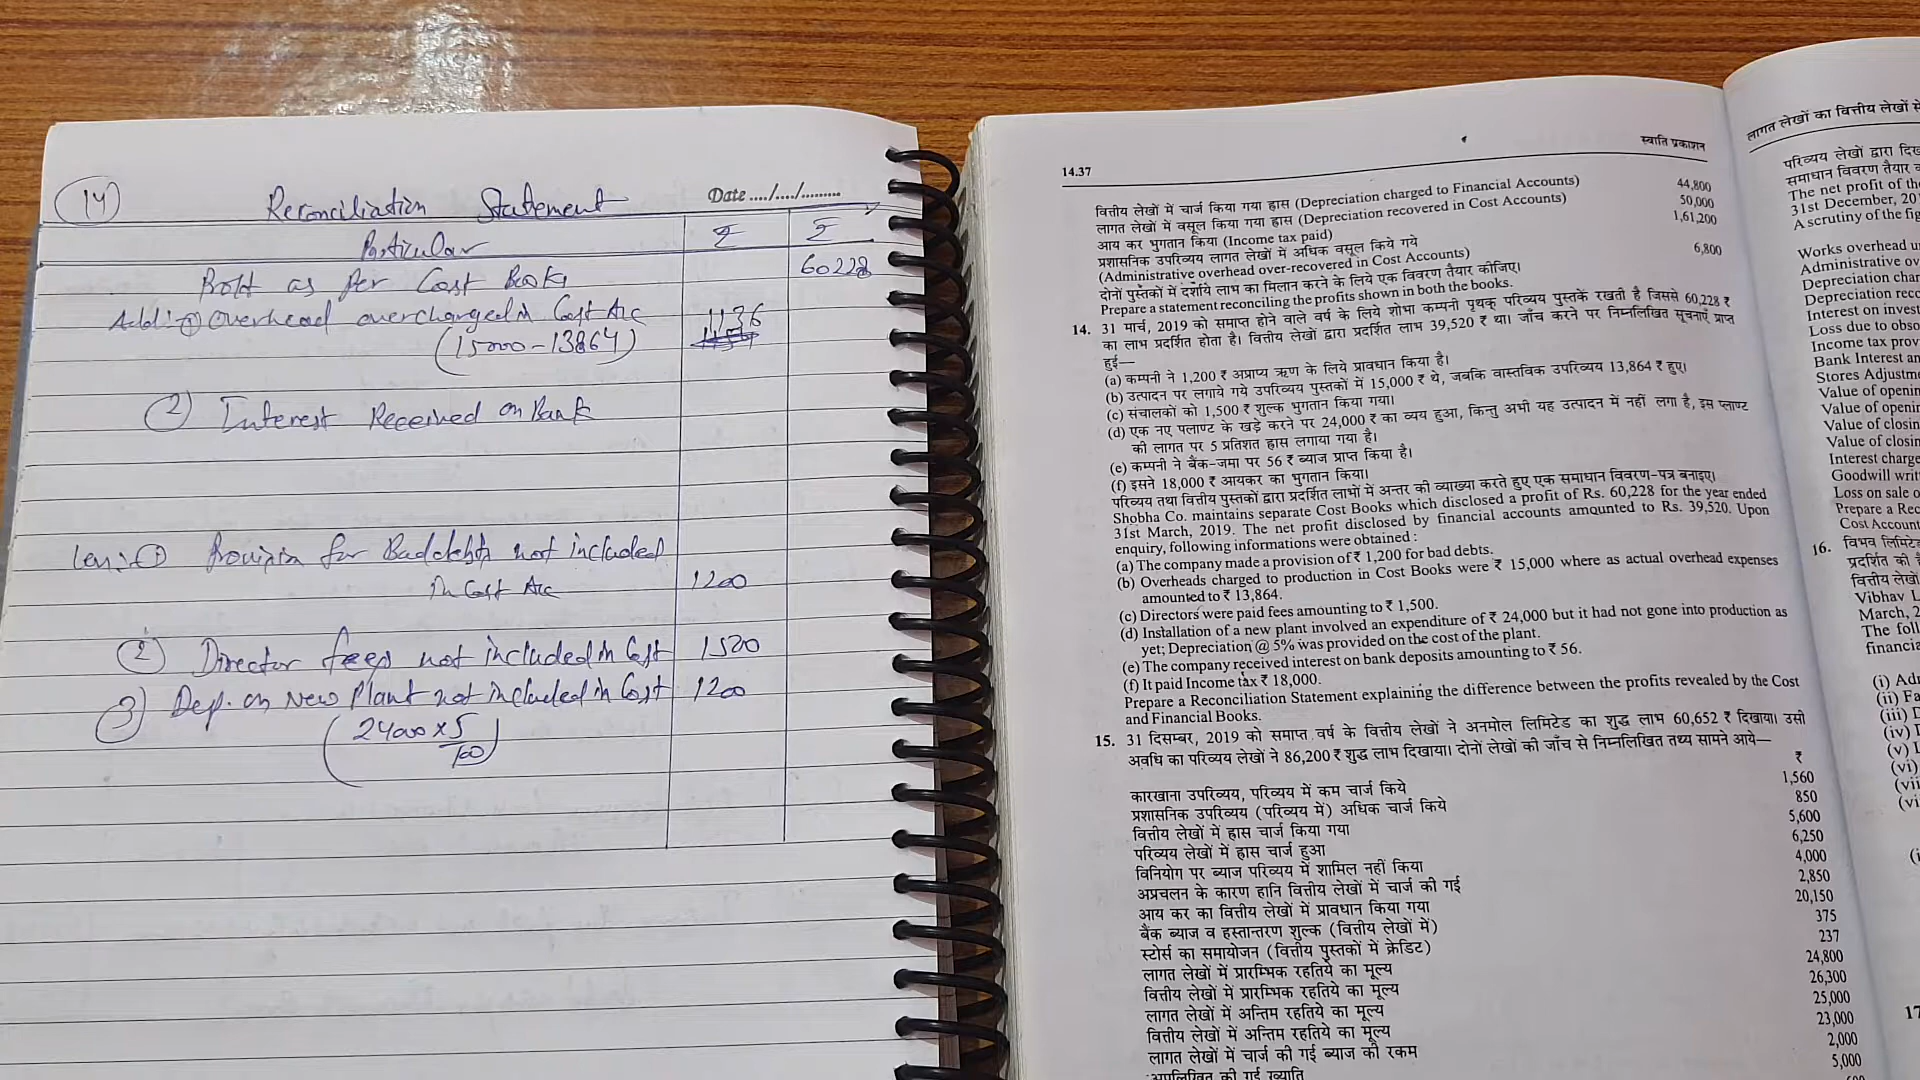 14
Reconciliation Statement
Date ..../..../.........
Particular ₹ ₹
Profit as Per Cost Books 60228
Add:① Overhead overcharged in Cost A/c 1136
(15000-13864)
② Interest Received on Bank
Less:① Provision for Bad debts not included
in Cost A/c 1200
② Director fees not included in Cost 1500
3) Dep. on New Plant not included in Cost 1200
(24000 x 5
100)
14.37
स्वाति प्रकाशन
वित्तीय लेखों में चार्ज किया गया ह्रास (Depreciation charged to Financial Accounts) 44,800
लागत लेखों में वसूल किया गया ह्रास (Depreciation recovered in Cost Accounts) 50,000
आय कर भुगतान किया (Income tax paid) 1,61,200
प्रशासनिक उपरिव्यय लागत लेखों में अधिक वसूल किये गये
(Administrative overhead over-recovered in Cost Accounts) 6,800
दोनों पुस्तकों में दर्शाये लाभ का मिलान करने के लिये एक विवरण तैयार कीजिए।
Prepare a statement reconciling the profits shown in both the books.
14. 31 मार्च, 2019 को समाप्त होने वाले वर्ष के लिये शोभा कम्पनी पृथक् परिव्यय पुस्तकें रखती है जिससे 60,228 ₹
का लाभ प्रदर्शित होता है। वित्तीय लेखों द्वारा प्रदर्शित लाभ 39,520 ₹ था। जाँच करने पर निम्नलिखित सूचनाएँ प्राप्त
हुई—
(a) कम्पनी ने 1,200 ₹ अप्राप्य ऋण के लिये प्रावधान किया है।
(b) उत्पादन पर लगाये गये उपरिव्यय पुस्तकों में 15,000 ₹ थे, जबकि वास्तविक उपरिव्यय 13,864 ₹ हुए।
(c) संचालकों को 1,500 ₹ शुल्क भुगतान किया गया।
(d) एक नए पलाण्ट के खड़े करने पर 24,000 ₹ का व्यय हुआ, किन्तु अभी यह उत्पादन में नहीं लगा है, इस प्लाण्ट
की लागत पर 5 प्रतिशत ह्रास लगाया गया है।
(e) कम्पनी ने बैंक-जमा पर 56 ₹ ब्याज प्राप्त किया है।
(f) इसने 18,000 ₹ आयकर का भुगतान किया।
परिव्यय तथा वित्तीय पुस्तकों द्वारा प्रदर्शित लाभों में अन्तर की व्याख्या करते हुए एक समाधान विवरण-पत्र बनाइए।
Shobha Co. maintains separate Cost Books which disclosed a profit of Rs. 60,228 for the year ended
31st March, 2019. The net profit disclosed by financial accounts amounted to Rs. 39,520. Upon
enquiry, following informations were obtained :
(a) The company made a provision of ₹ 1,200 for bad debts.
(b) Overheads charged to production in Cost Books were ₹ 15,000 where as actual overhead expenses
amounted to ₹ 13,864.
(c) Directors were paid fees amounting to ₹ 1,500.
(d) Installation of a new plant involved an expenditure of ₹ 24,000 but it had not gone into production as
yet; Depreciation @ 5% was provided on the cost of the plant.
(e) The company received interest on bank deposits amounting to ₹ 56.
(f) It paid Income tax ₹ 18,000.
Prepare a Reconciliation Statement explaining the difference between the profits revealed by the Cost
and Financial Books.
15. 31 दिसम्बर, 2019 को समाप्त वर्ष के वित्तीय लेखों ने अनमोल लिमिटेड का शुद्ध लाभ 60,652 ₹ दिखाया। उसी
अवधि का परिव्यय लेखों ने 86,200 ₹ शुद्ध लाभ दिखाया। दोनों लेखों की जाँच से निम्नलिखित तथ्य सामने आये—
₹
कारखाना उपरिव्यय, परिव्यय में कम चार्ज किये 1,560
प्रशासनिक उपरिव्यय (परिव्यय में) अधिक चार्ज किये 850
वित्तीय लेखों में ह्रास चार्ज किया गया 5,600
परिव्यय लेखों में ह्रास चार्ज हुआ 6,250
विनियोग पर ब्याज परिव्यय में शामिल नहीं किया 4,000
अप्रचलन के कारण हानि वित्तीय लेखों में चार्ज की गई 2,850
आय कर का वित्तीय लेखों में प्रावधान किया गया 20,150
बैंक ब्याज व हस्तान्तरण शुल्क (वित्तीय लेखों में) 375
स्टोर्स का समायोजन (वित्तीय पुस्तकों में क्रेडिट) 237
लागत लेखों में प्रारम्भिक रहतिये का मूल्य 24,800
वित्तीय लेखों में प्रारम्भिक रहतिये का मूल्य 26,300
लागत लेखों में अन्तिम रहतिये का मूल्य 25,000
वित्तीय लेखों में अन्तिम रहतिये का मूल्य 23,000
लागत लेखों में चार्ज की गई ब्याज की रकम 2,000
अपलिखित की गई ख्याति 5,000
लागत लेखों का वित्तीय लेखों से
परिव्यय लेखों द्वारा
समाधान विवरण तैयार
The net profit of the
31st December,
A scrutiny of the
Works overhead
Administrative
Depreciation
Depreciation
Interest on
Loss due to
Income tax
Bank Interest
Stores
Value of
Value of
Value of
Value of
Interest
Goodwill
Loss on sale
Prepare a
Cost
16. विभव
प्रदर्शित की
वित्तीय लेखों
Vibhav
March,
The
(i)
(ii)
(iii)
(iv)
(v)
(vi)
17